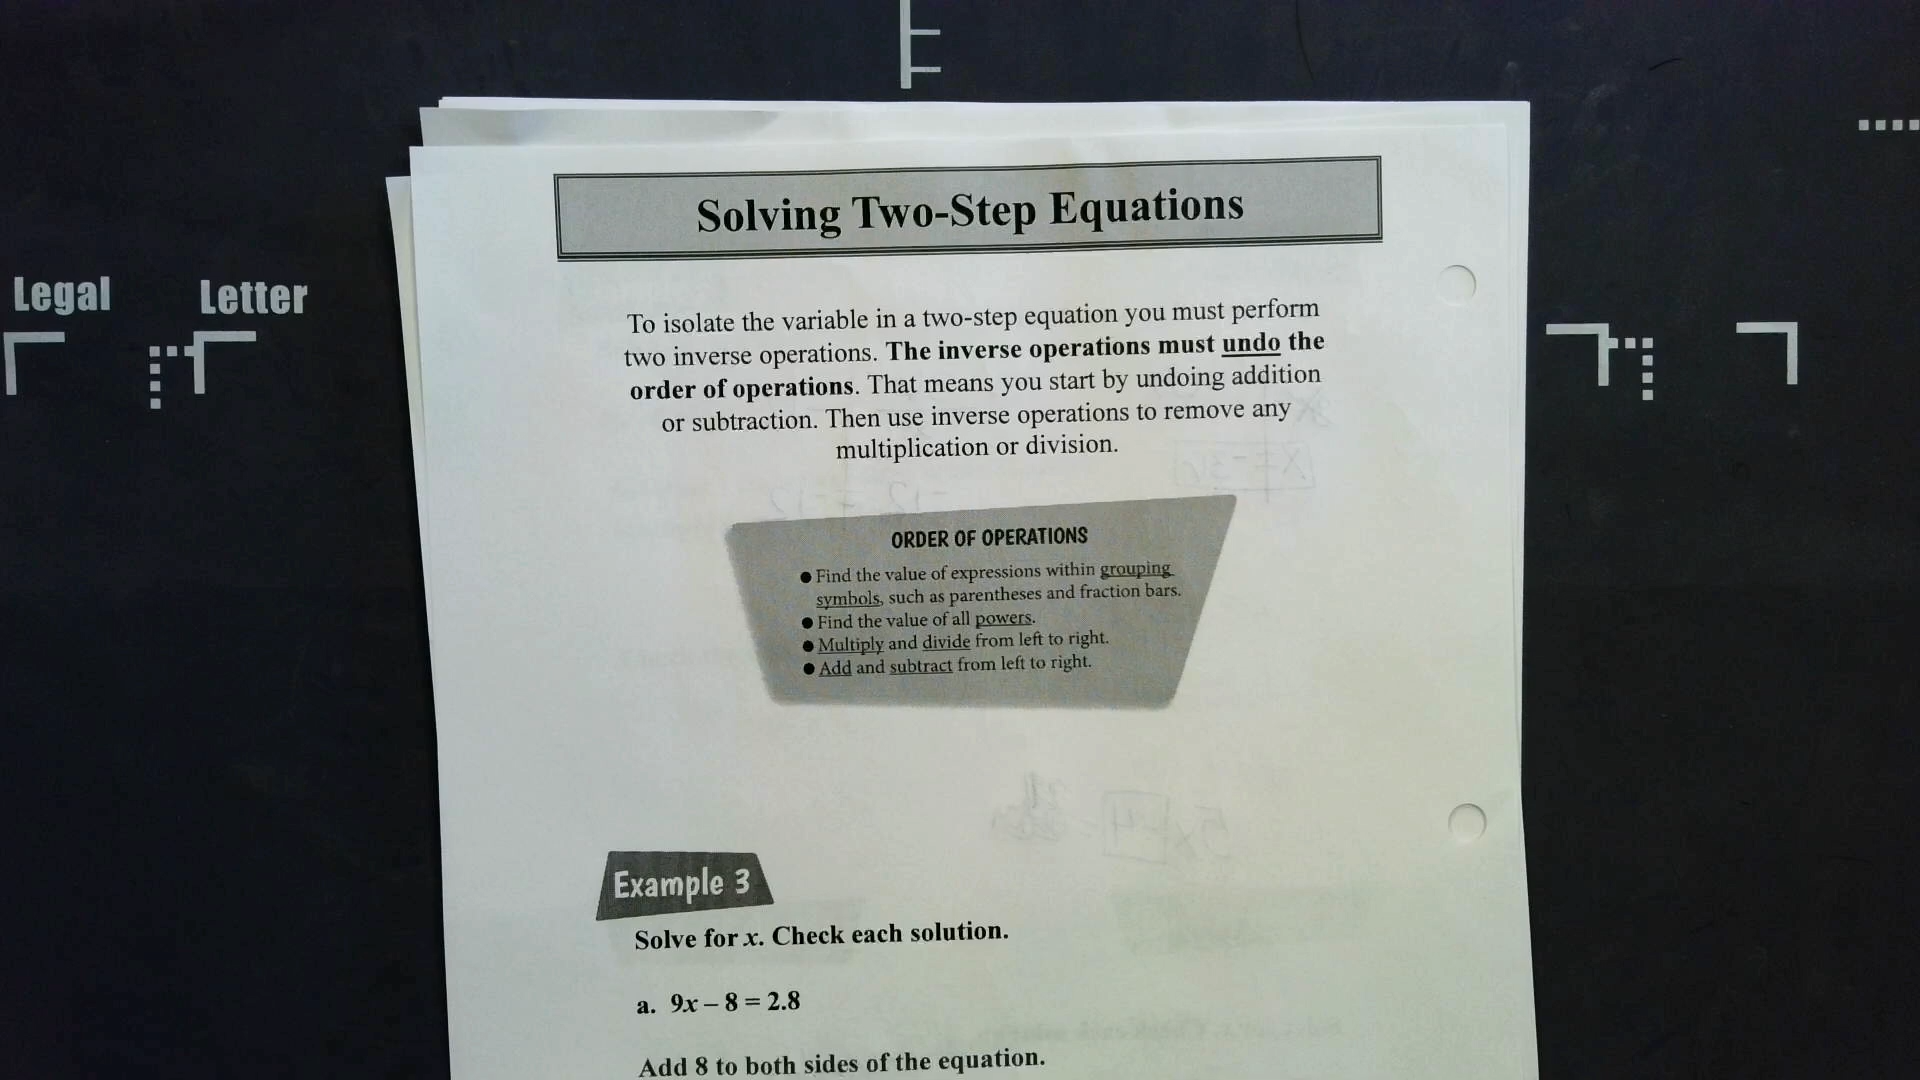 Legal
Letter
Solving Two-Step Equations
To isolate the variable in a two-step equation you must perform
two inverse operations. The inverse operations must undo the
order of operations. That means you start by undoing addition
or subtraction. Then use inverse operations to remove any
multiplication or division.
ORDER OF OPERATIONS
● Find the value of expressions within grouping
symbols, such as parentheses and fraction bars.
● Find the value of all powers.
● Multiply and divide from left to right.
● Add and subtract from left to right.
Example 3
Solve for x. Check each solution.
a. 9x – 8 = 2.8
Add 8 to both sides of the equation.